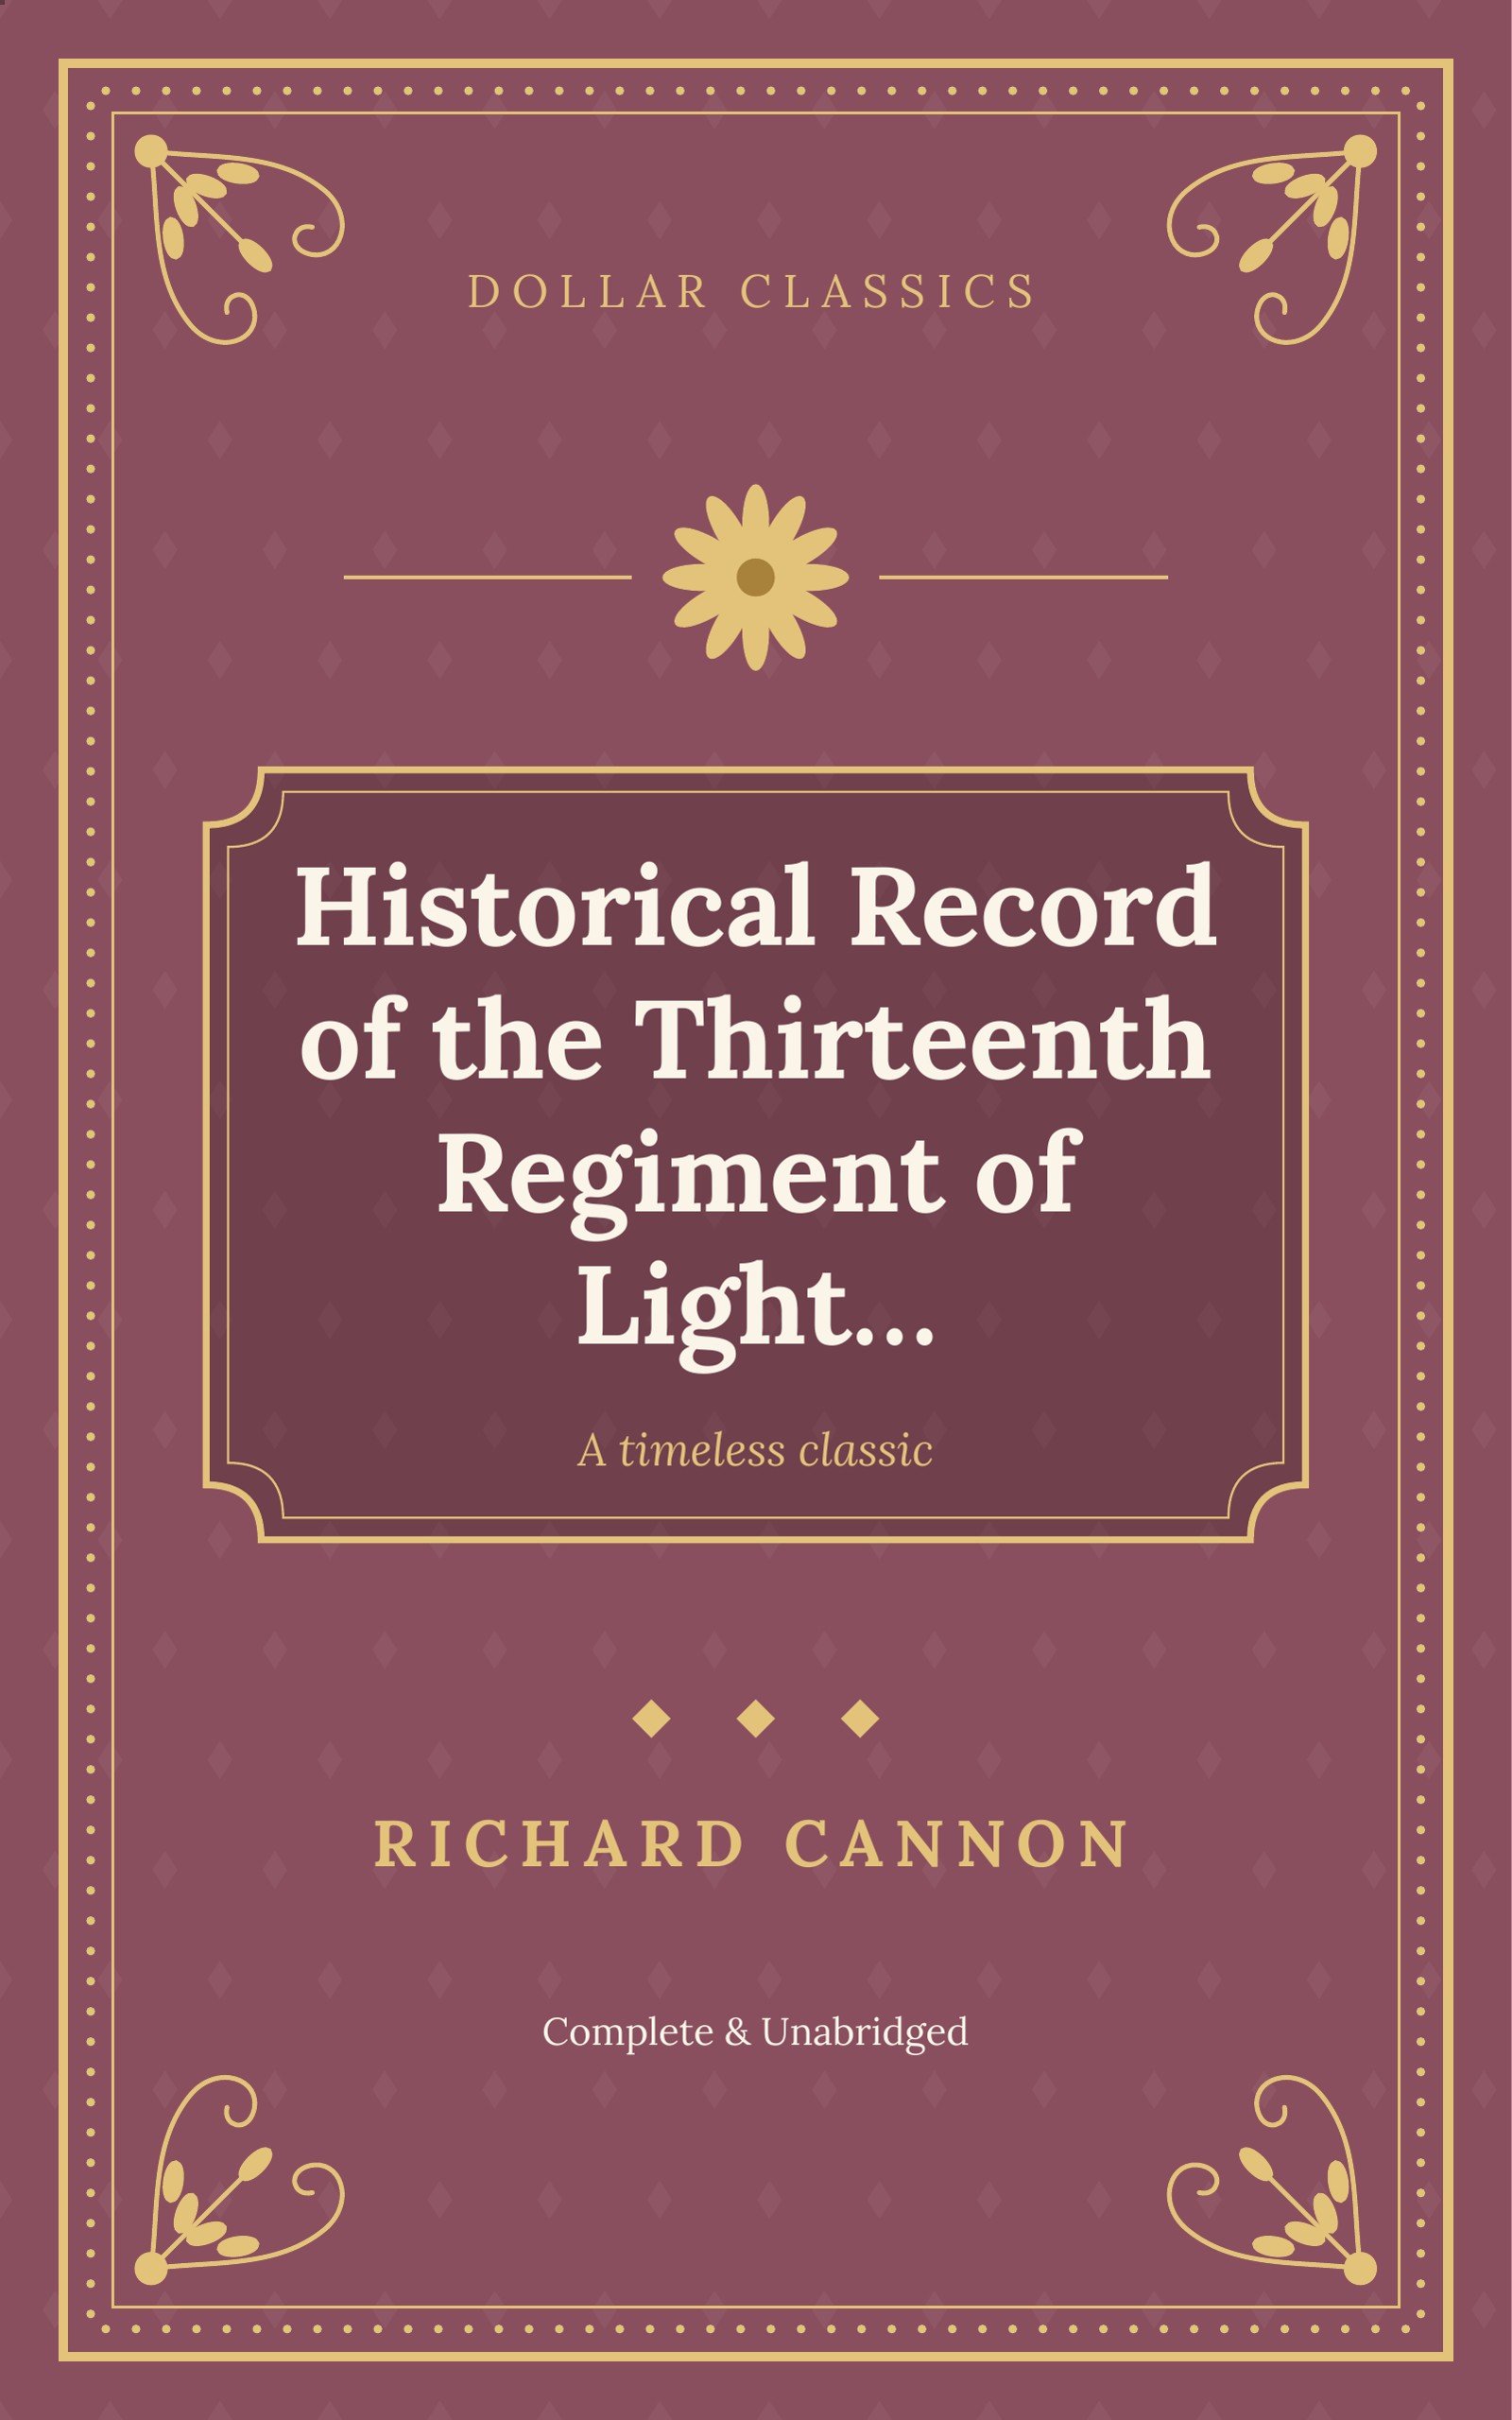 DOLLAR CLASSICS
Historical Record
of the Thirteenth
Regiment of
Light...
A timeless classic
RICHARD CANNON
Complete & Unabridged